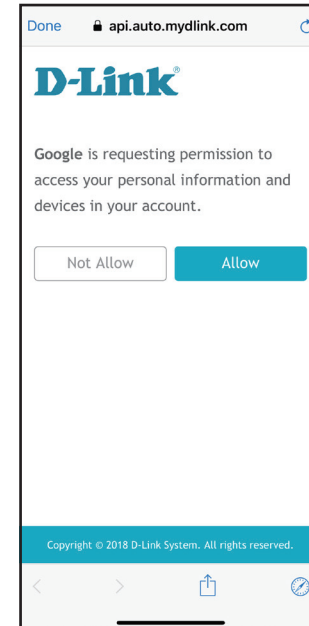 Done
api.auto.mydlink.com
D-Link®
Google is requesting permission to
access your personal information and
devices in your account.
Not Allow
Allow
Copyright © 2018 D-Link System. All rights reserved.